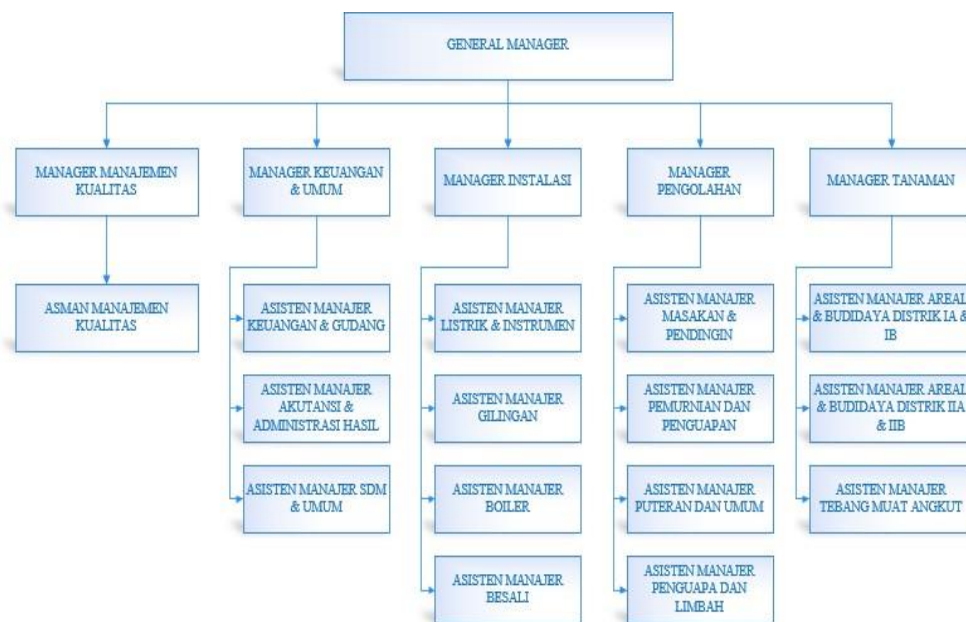 GENERAL MANAGER
MANAGER MANAJEMEN
KUALITAS
MANAGER KEUANGAN
& UMUM
MANAGER INSTALASI
MANAGER
PENGOLAHAN
MANAGER TANAMAN
ASMAN MANAJEMEN
KUALITAS
ASISTEN MANAJER
KEUANGAN & GUDANG
ASISTEN MANAJER
LISTRIK & INSTRUMEN
ASISTEN MANAJER
MASAKAN &
PENDINGIN
ASISTEN MANAJER AREAL
& BUDIDAYA DISTRIK IA &
IB
ASISTEN MANAJER
AKUTANSI &
ADMINISTRASI HASIL
ASISTEN MANAJER
GILINGAN
ASISTEN MANAJER
PEMURNIAN DAN
PENGUAPAN
ASISTEN MANAJER AREAL
& BUDIDAYA DISTRIK IIA
& IIB
ASISTEN MANAJER SDM
& UMUM
ASISTEN MANAJER
BOILER
ASISTEN MANAJER
PUTERAN DAN UMUM
ASISTEN MANAJER
TEBANG MUAT ANGKUT
ASISTEN MANAJER
BESALI
ASISTEN MANAJER
PENGUAPA DAN
LIMBAH